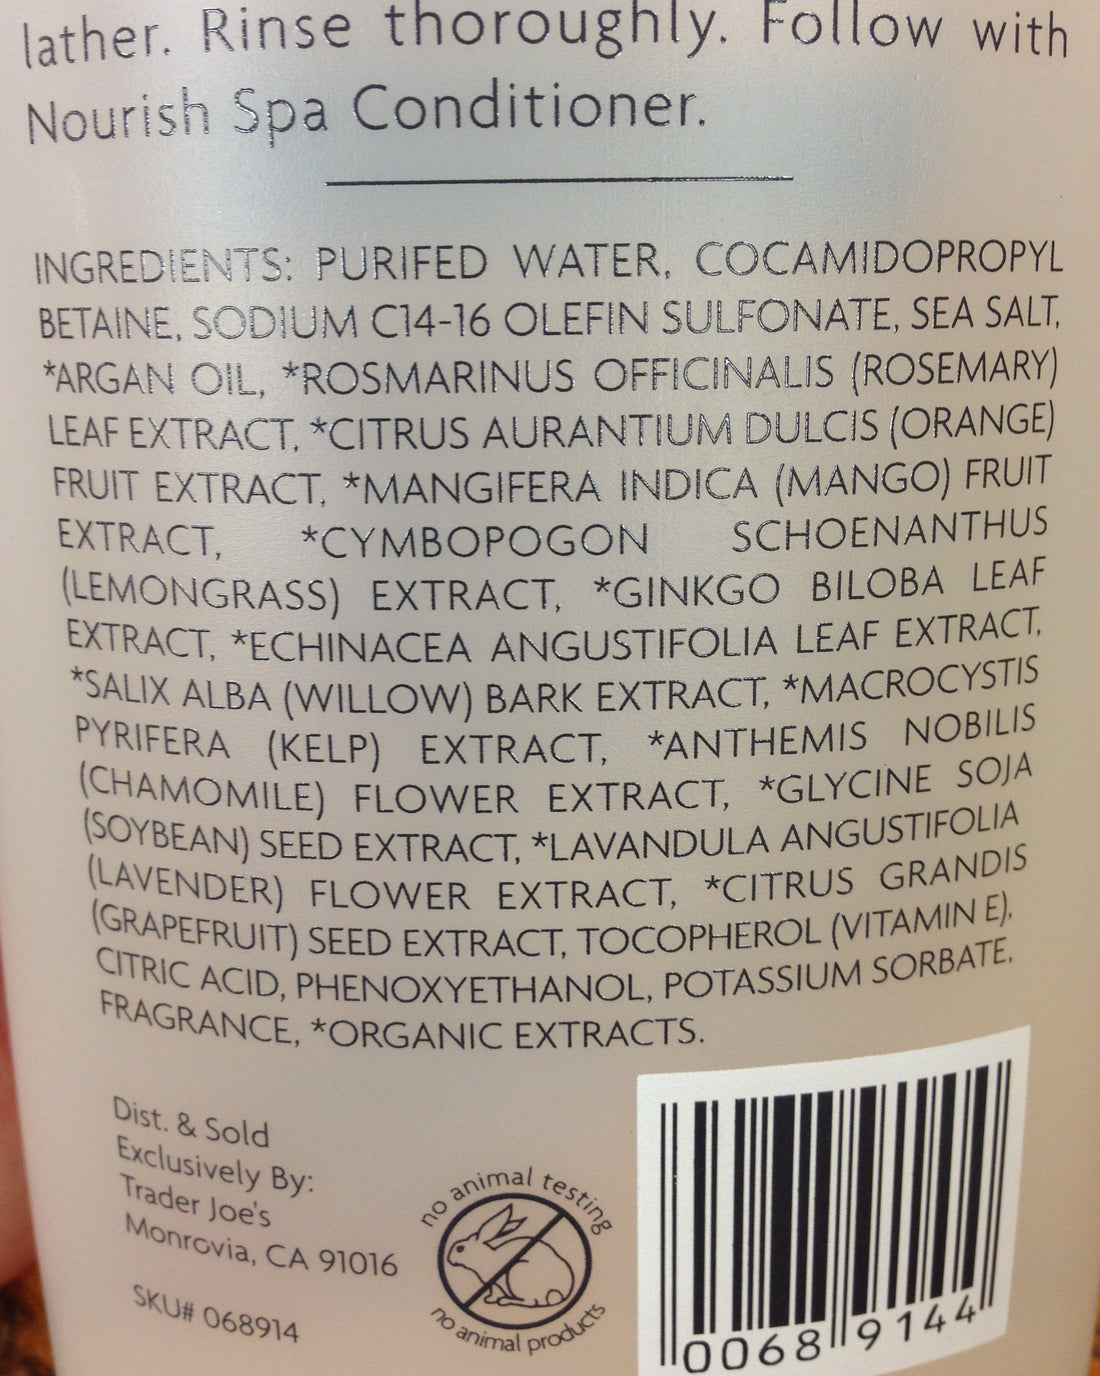 lather. Rinse thoroughly. Follow with
Nourish Spa Conditioner.
INGREDIENTS: PURIFED WATER, COCAMIDOPROPYL
BETAINE, SODIUM C14-16 OLEFIN SULFONATE, SEA SALT,
*ARGAN OIL, *ROSMARINUS OFFICINALIS (ROSEMARY)
LEAF EXTRACT, *CITRUS AURANTIUM DULCIS (ORANGE)
FRUIT EXTRACT, *MANGIFERA INDICA (MANGO) FRUIT
EXTRACT, *CYMBOPOGON SCHOENANTHUS
(LEMONGRASS) EXTRACT, *GINKGO BILOBA LEAF
EXTRACT, *ECHINACEA ANGUSTIFOLIA LEAF EXTRACT,
*SALIX ALBA (WILLOW) BARK EXTRACT, *MACROCYSTIS
PYRIFERA (KELP) EXTRACT, *ANTHEMIS NOBILIS
(CHAMOMILE) FLOWER EXTRACT, *GLYCINE SOJA
(SOYBEAN) SEED EXTRACT, *LAVANDULA ANGUSTIFOLIA
(LAVENDER) FLOWER EXTRACT, *CITRUS GRANDIS
(GRAPEFRUIT) SEED EXTRACT, TOCOPHEROL (VITAMIN E),
CITRIC ACID, PHENOXYETHANOL, POTASSIUM SORBATE,
FRAGRANCE, *ORGANIC EXTRACTS.
Dist. & Sold
Exclusively By:
Trader Joe's
Monrovia, CA 91016
SKU# 068914
no animal testing
no animal products
0068 9144